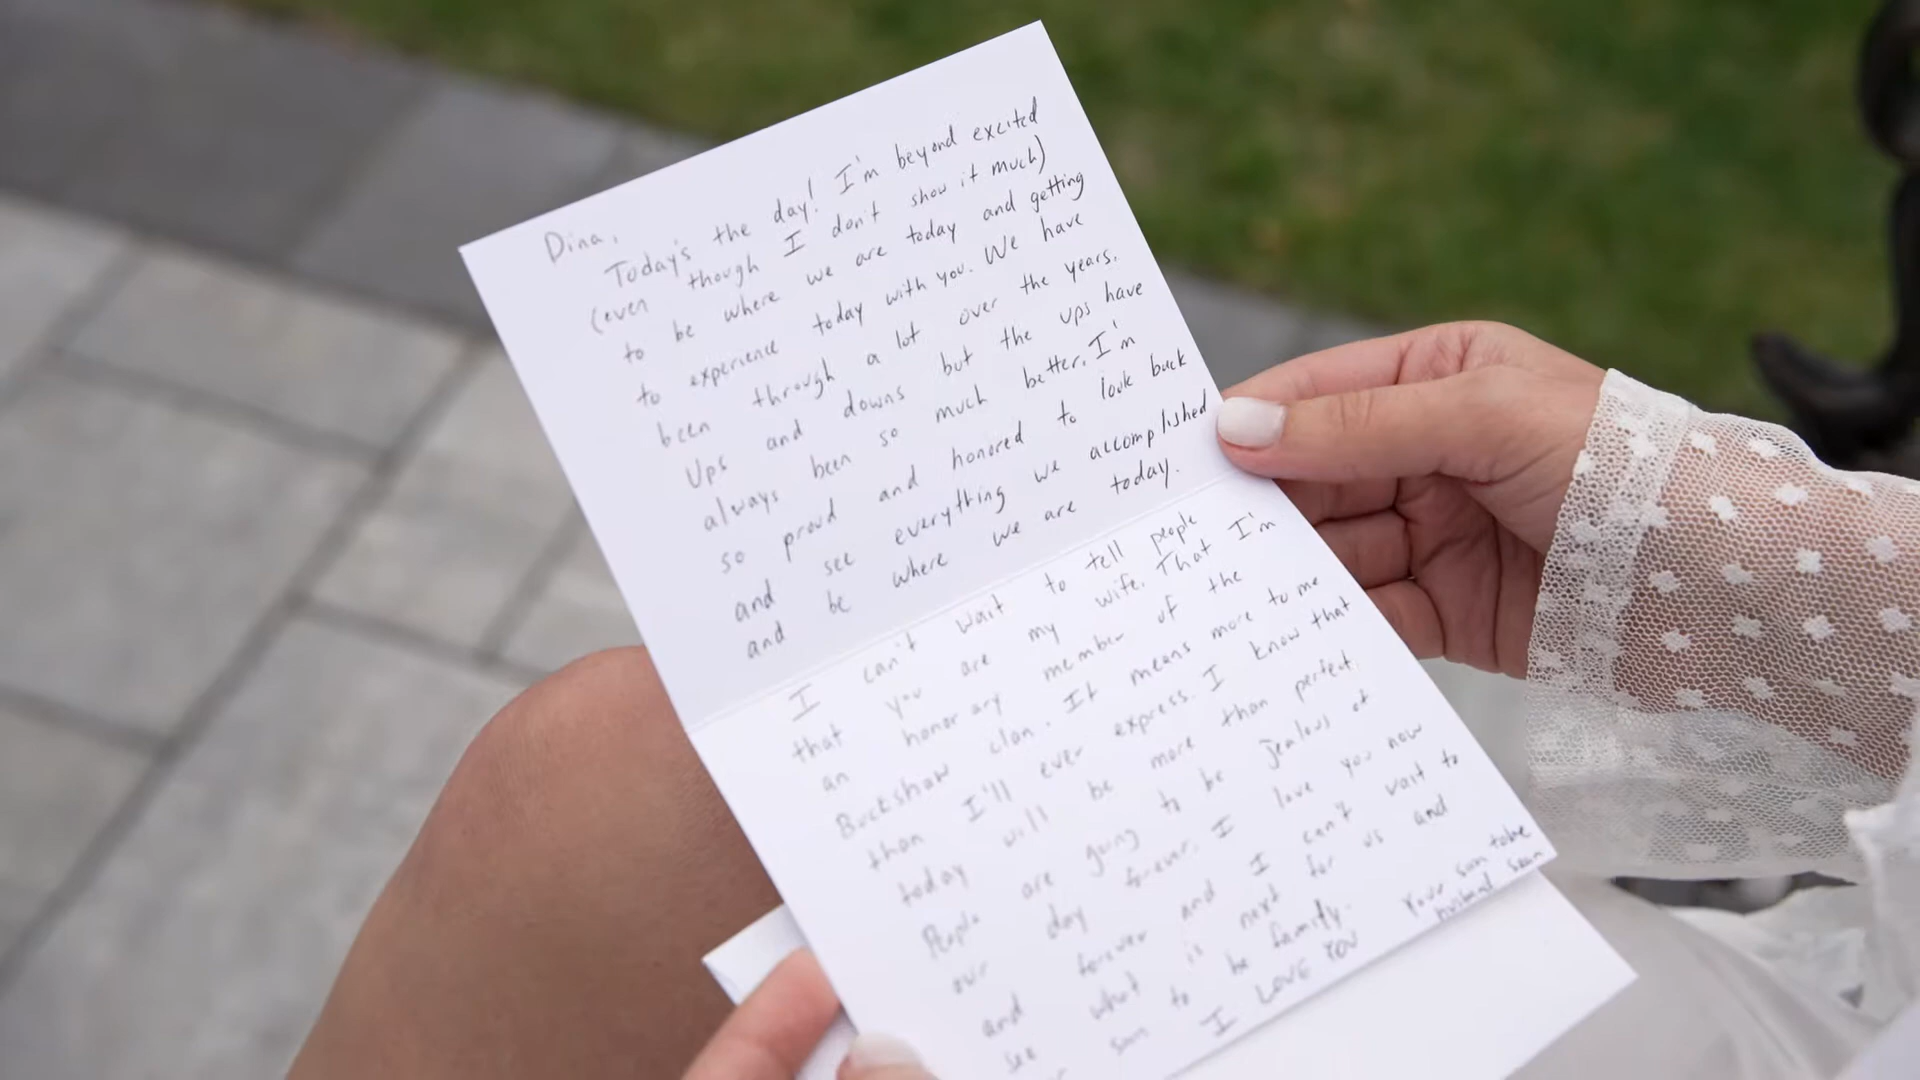 Dina,
Today's the day! I'm beyond excited
(even though I don't show it much)
to be where we are today and getting
to experience today with you. We have
been through a lot over the years.
Ups and downs but the ups have
always been so much better. I'm
so proud and honored to look back
and see everything we accomplished
and be where we are today.
I can't wait to tell people
that you are my wife. That I'm
an honorary member of the
clan. It means more to me
than I'll ever express. I know that
today will be more than perfect.
People are going to be jealous of
our day forever. I love you now
and forever and I can't wait to
see what is next for us and
soon to be family. Your soon to be
husband Sean
I LOVE YOU